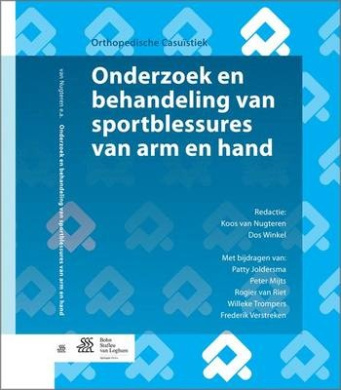 Orthopedische Casuïstiek
Onderzoek en
behandeling van
sportblessures
van arm en hand
Redactie:
Koos van Nugteren
Dos Winkel
Met bijdragen van:
Patty Joldersma
Peter Mijts
Rogier van Riet
Willeke Trompers
Frederik Verstreken
van Nugteren e.a. Onderzoek en behandeling van sportblessures van arm en hand
Bohn
Stafleu
van Loghum